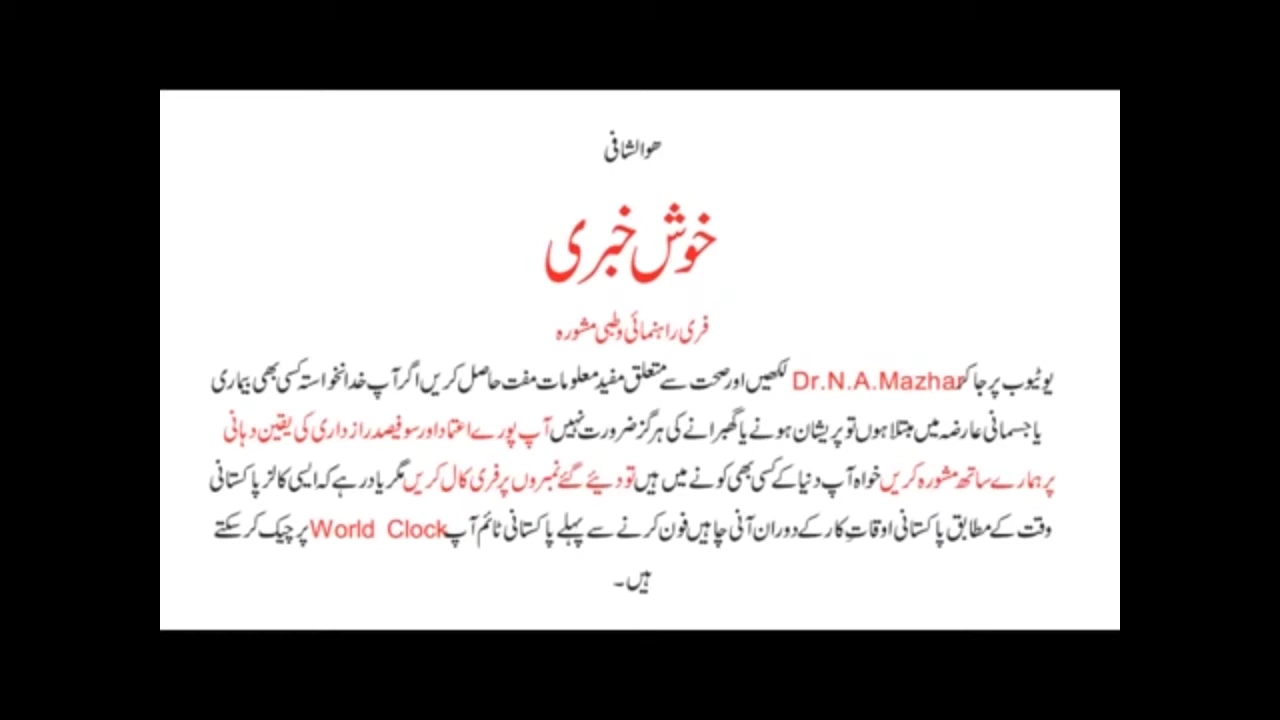 ھوالشافی
خوش خبری
فری راہنمائی و طبی مشورہ
یوٹیوب پر جا کر Dr.N.A.Mazhar لکھیں اور صحت سے متعلق مفید معلومات مفت حاصل کریں اگر آپ خدانخواستہ کسی بھی بیماری
یا جسمانی عارضہ میں مبتلا ہوں تو پریشان ہونے یا گھبرانے کی ہر گز ضرورت نہیں آپ پورے اعتماد اور سو فیصد راز داری کی یقین دہانی
پر ہمارے ساتھ مشورہ کریں خواہ آپ دنیا کے کسی بھی کونے میں ہیں تو دیئے گئے نمبروں پر فری کال کریں مگر یاد رہے کہ ایسی کالز پاکستانی
وقت کے مطابق پاکستانی اوقاتِ کار کے دوران آنی چاہیں فون کرنے سے پہلے پاکستانی ٹائم آپ World Clock پر چیک کر سکتے
ہیں۔